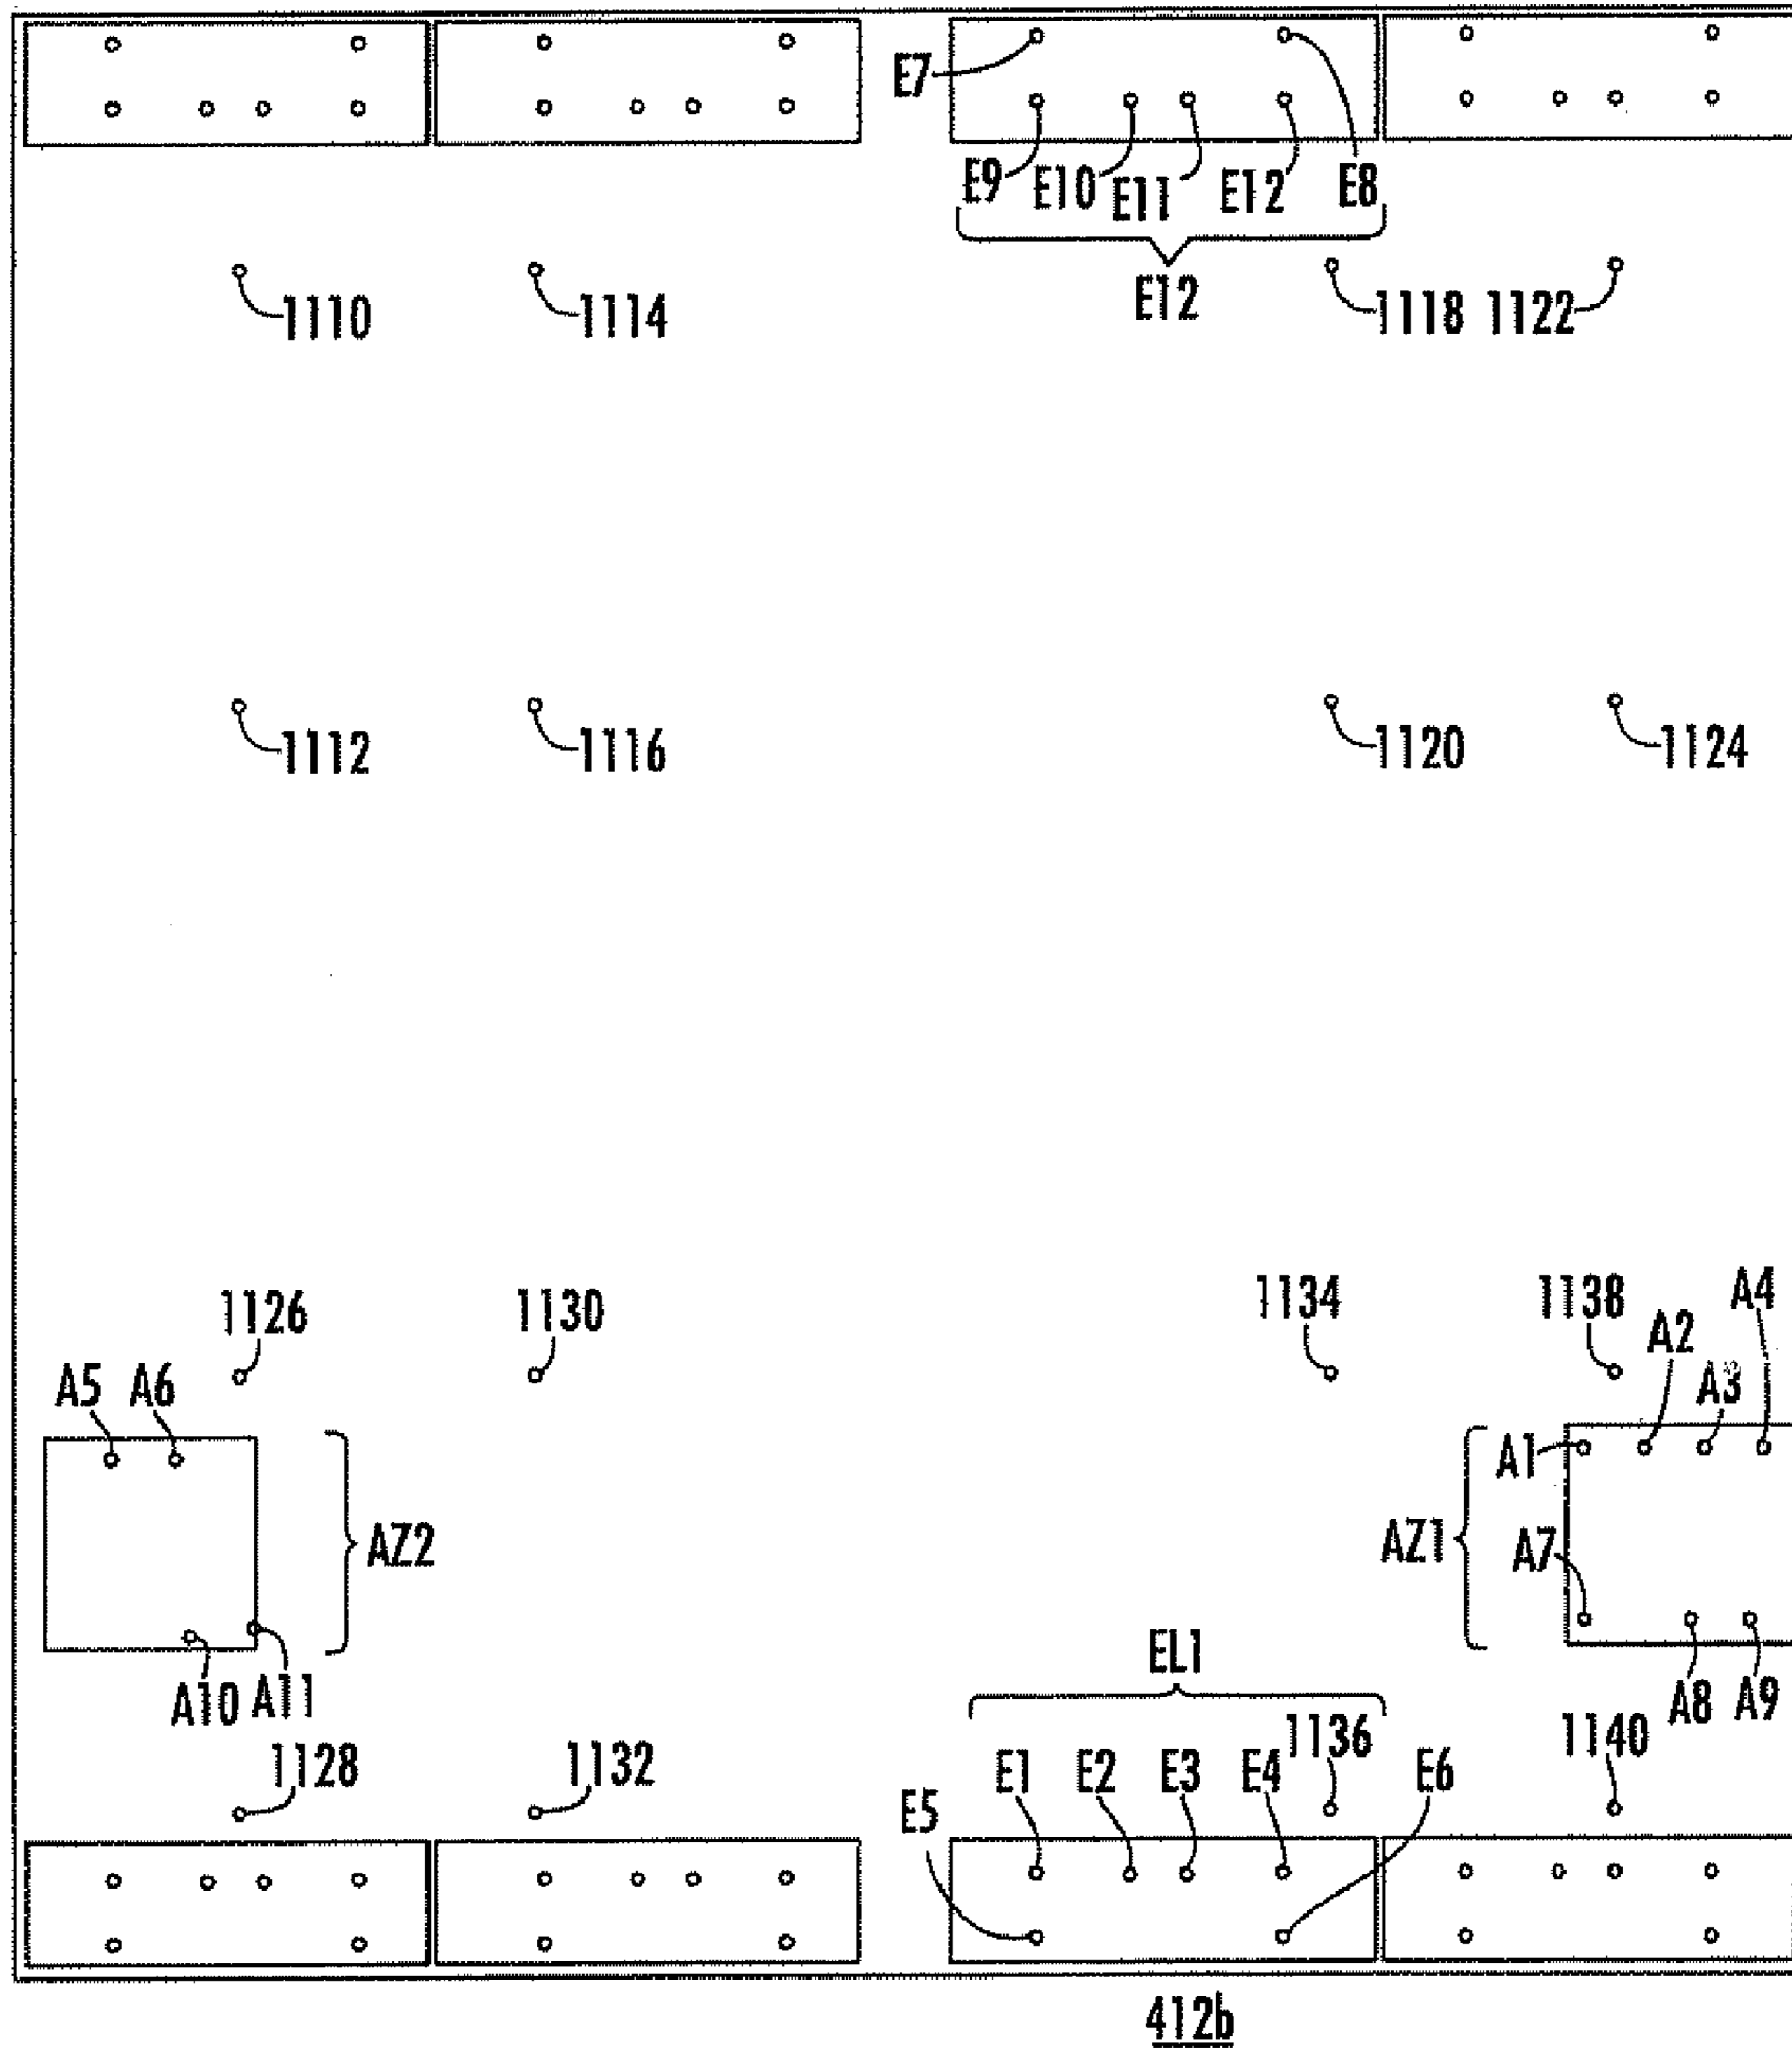 E7
E9 E10 E11 E12 E8
E12
1110 1114 1118 1122
1112 1116 1120 1124
1126 1130 1134 1138 A4
A2
A5 A6 A3
A1
AZ2 AZ1 A7
EL1
A10 A11 A8 A9
1128 1132 1136 1140
E5 E1 E2 E3 E4 E6
412b